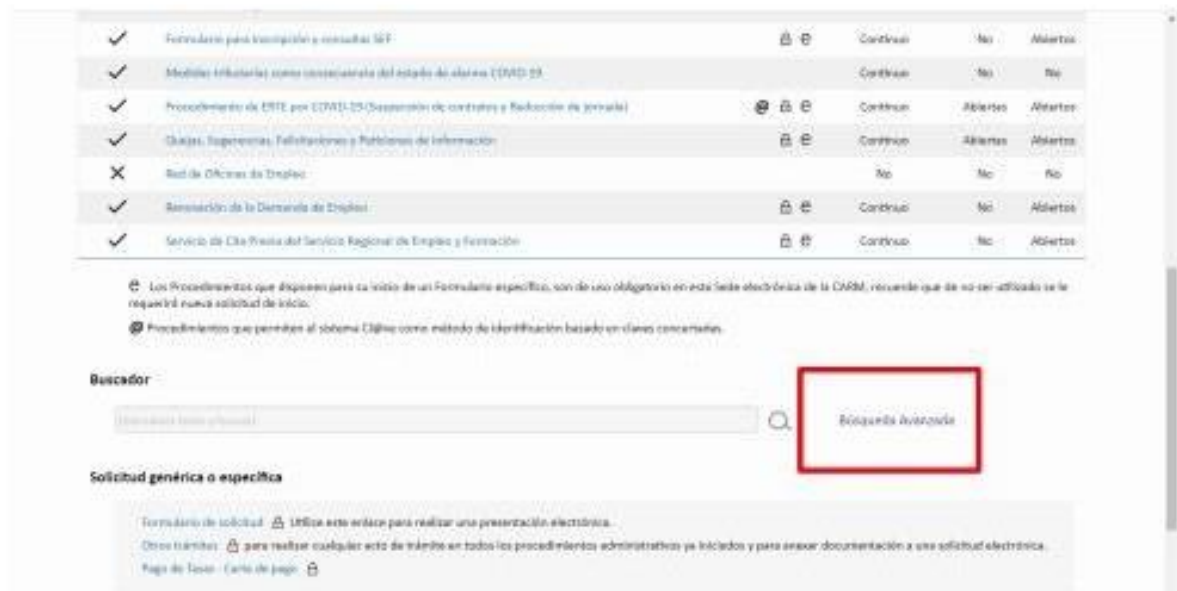 Formulario para Inscripción y consultas SEF Continuo No Abiertos
Medidas tributarias como consecuencia del estado de alarma COVID-19 Continuo No No
Procedimiento de ERTE por COVID-19 (Suspensión de contratos y Reducción de jornada) @ e Continuo Abiertos Abiertos
Quejas, Sugerencias, Felicitaciones y Peticiones de Información e Continuo Abiertos Abiertos
Red de Oficinas de Empleo No No No
Renovación de la Demanda de Empleo e Continuo No Abiertos
Servicio de Cita Previa del Servicio Regional de Empleo y Formación e Continuo No Abiertos
e Los Procedimientos que disponen para su inicio de un Formulario específico, son de uso obligatorio en esta Sede electrónica de la CARM, recuerde que de no ser utilizado se le
requerirá nueva solicitud de inicio.
@ Procedimientos que permiten al sistema Cl@ve como método de identificación basado en claves concertadas.
Buscador
Búsqueda Avanzada
Solicitud genérica o específica
Formulario de solicitud Utilice este enlace para realizar una presentación electrónica.
Otros trámites para realizar cualquier acto de trámite en todos los procedimientos administrativos ya iniciados y para anexar documentación a una solicitud electrónica.
Pago de Tasas - Carta de pago